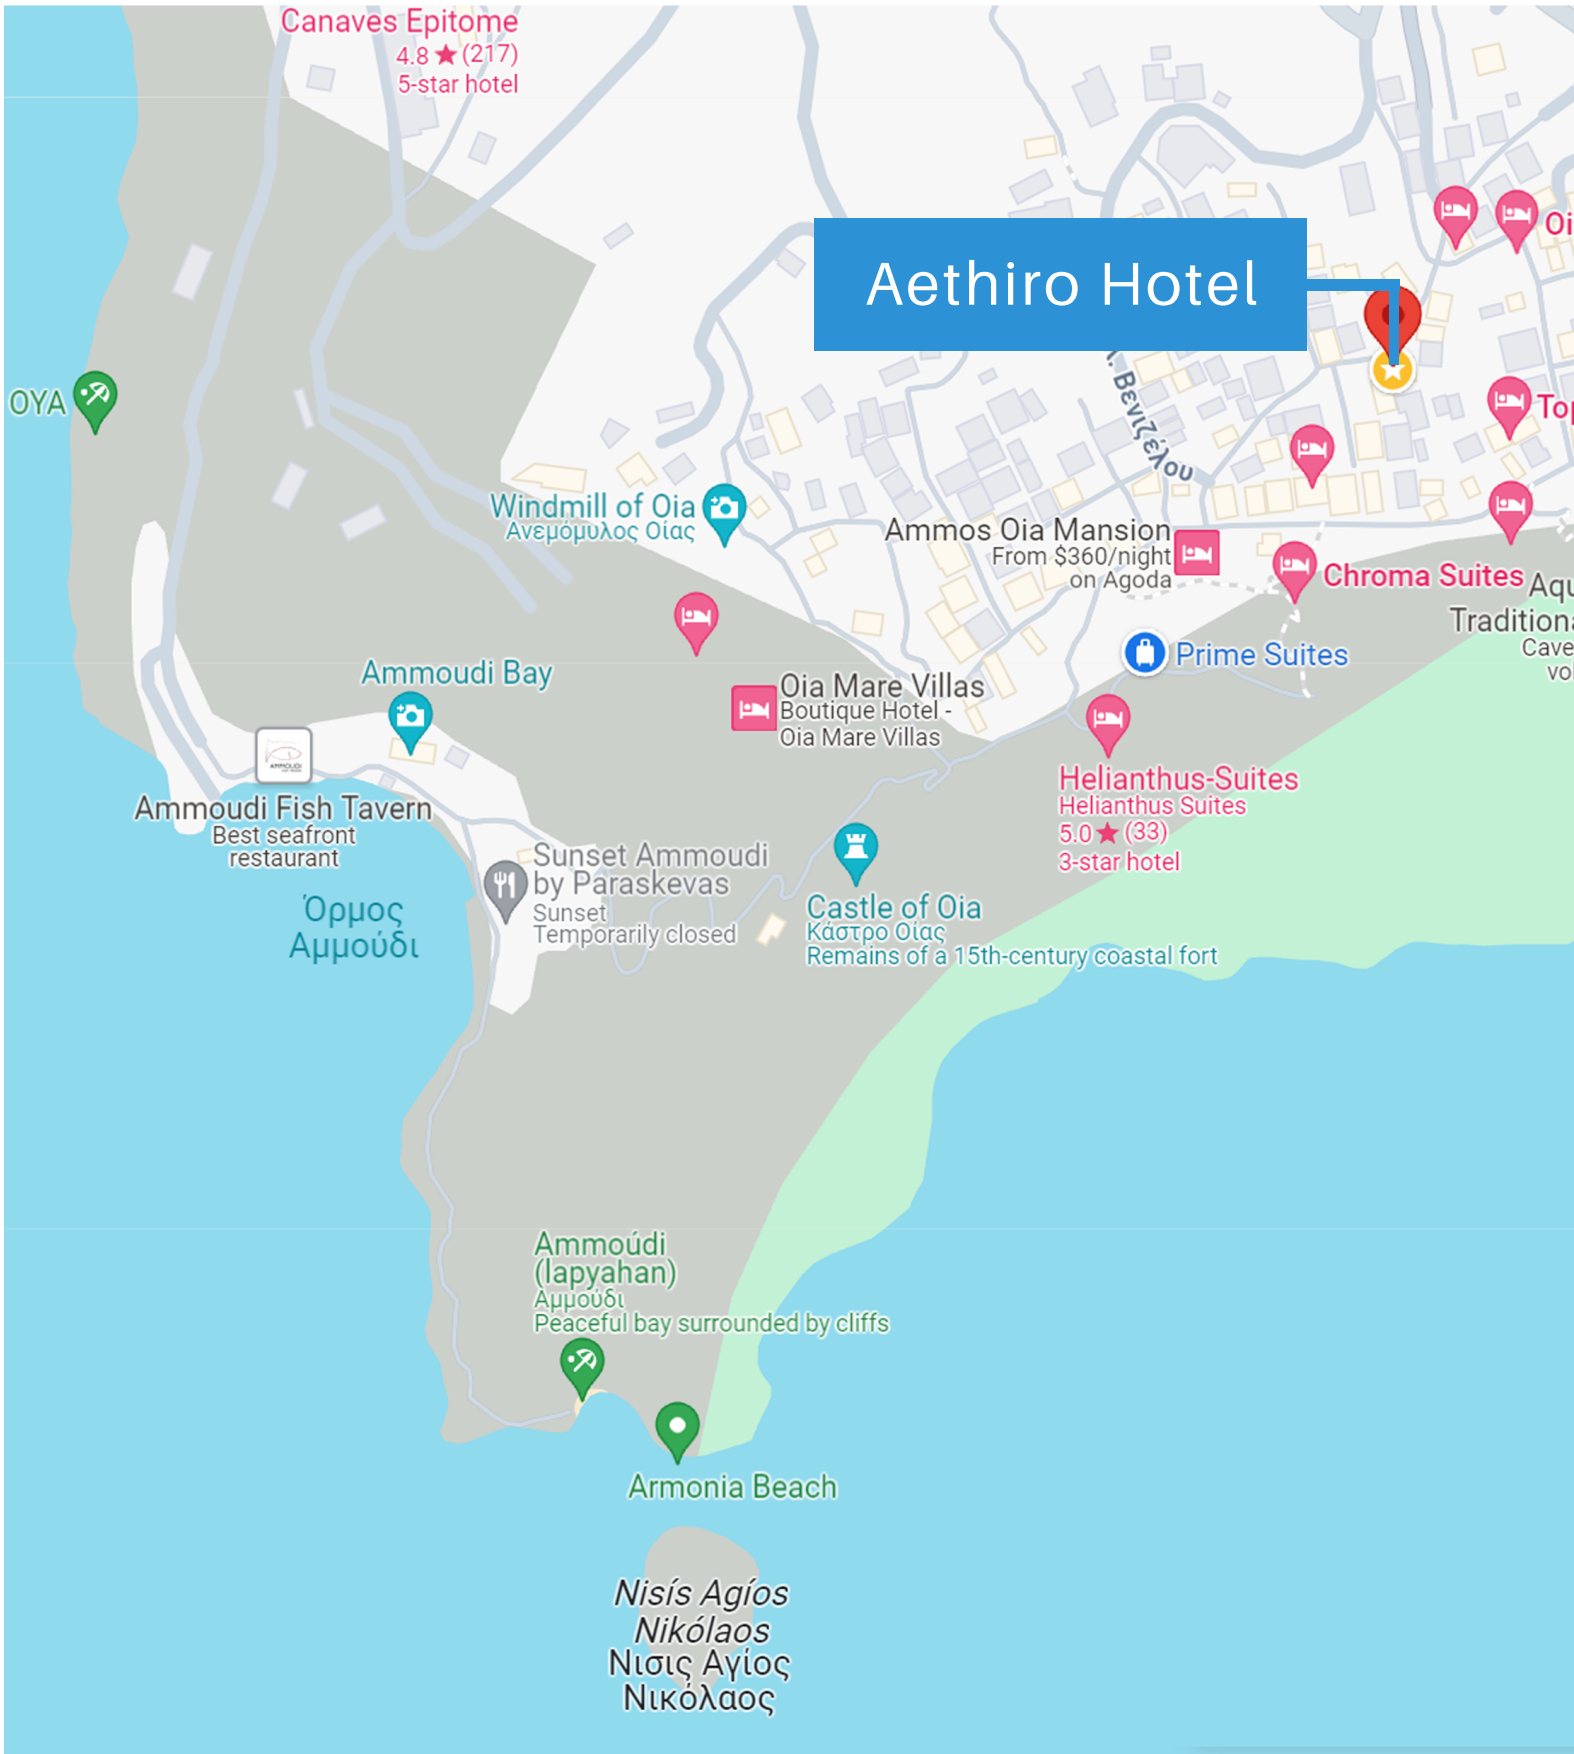 Canaves Epitome
4.8 ★ (217)
5-star hotel
Oi
Aethiro Hotel
OYA
Βενιζέλου
Top
Windmill of Oia
Ανεμόμυλος Οίας
Ammos Oia Mansion
From $360/night
on Agoda
Chroma Suites
Aqu
Traditiona
Cave
vol
Prime Suites
Ammoudi Bay
Oia Mare Villas
Boutique Hotel -
Oia Mare Villas
AMMOUDI
Ammoudi Fish Tavern
Best seafront
restaurant
Helianthus-Suites
Helianthus Suites
5.0 ★ (33)
3-star hotel
Sunset Ammoudi
by Paraskevas
Sunset
Temporarily closed
Όρμος
Αμμούδι
Castle of Oia
Κάστρο Οίας
Remains of a 15th-century coastal fort
Ammoúdi
(lapyahan)
Αμμούδι
Peaceful bay surrounded by cliffs
Armonia Beach
Nisís Agíos
Nikólaos
Νισις Αγίος
Νικόλαος